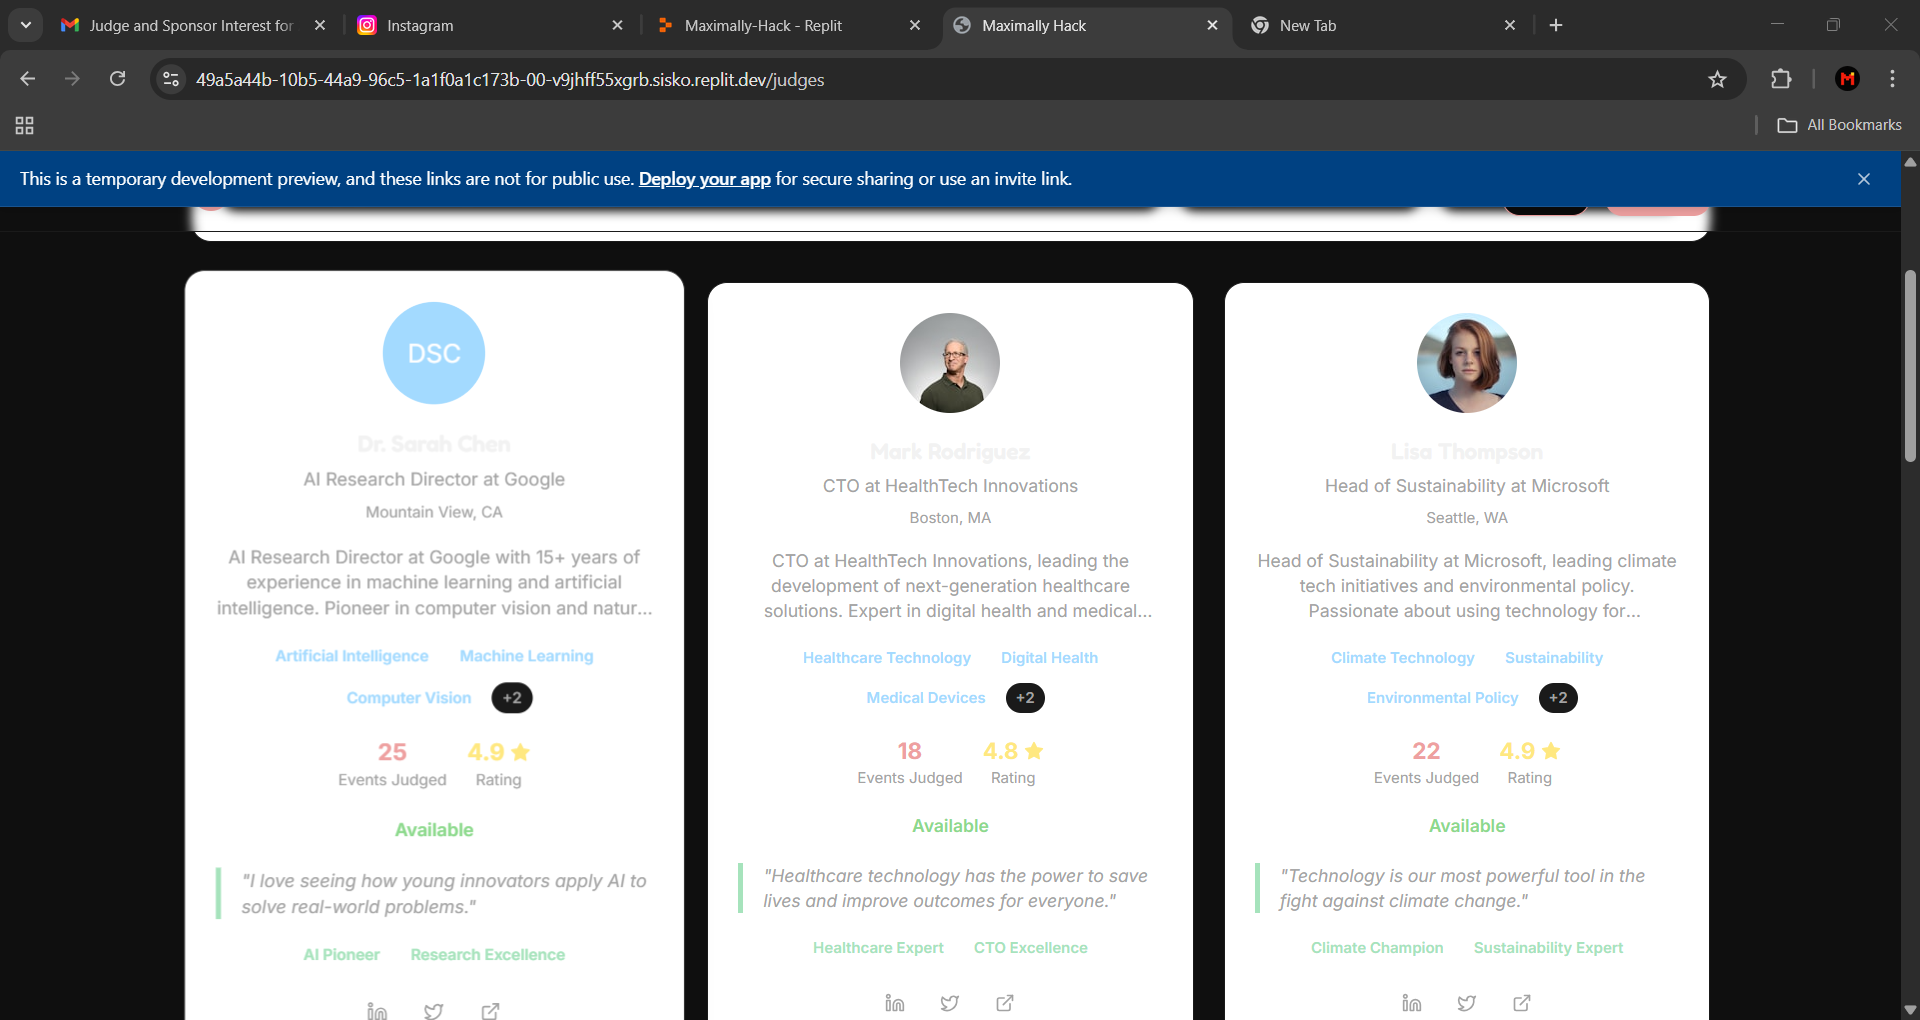 Judge and Sponsor Interest for
Instagram
Maximally-Hack - Replit
Maximally Hack
New Tab
49a5a44b-10b5-44a9-96c5-1a1f0a1c173b-00-v9jhff55xgrb.sisko.replit.dev/judges
M
All Bookmarks
This is a temporary development preview, and these links are not for public use. Deploy your app for secure sharing or use an invite link.
DSC
Dr. Sarah Chen
AI Research Director at Google
Mountain View, CA
AI Research Director at Google with 15+ years of
experience in machine learning and artificial
intelligence. Pioneer in computer vision and natur...
Artificial Intelligence
Machine Learning
Computer Vision
+2
25
4.9
Events Judged
Rating
Available
"I love seeing how young innovators apply AI to
solve real-world problems."
AI Pioneer
Research Excellence
Mark Rodriguez
CTO at HealthTech Innovations
Boston, MA
CTO at HealthTech Innovations, leading the
development of next-generation healthcare
solutions. Expert in digital health and medical...
Healthcare Technology
Digital Health
Medical Devices
+2
18
4.8
Events Judged
Rating
Available
"Healthcare technology has the power to save
lives and improve outcomes for everyone."
Healthcare Expert
CTO Excellence
Lisa Thompson
Head of Sustainability at Microsoft
Seattle, WA
Head of Sustainability at Microsoft, leading climate
tech initiatives and environmental policy.
Passionate about using technology for...
Climate Technology
Sustainability
Environmental Policy
+2
22
4.9
Events Judged
Rating
Available
"Technology is our most powerful tool in the
fight against climate change."
Climate Champion
Sustainability Expert